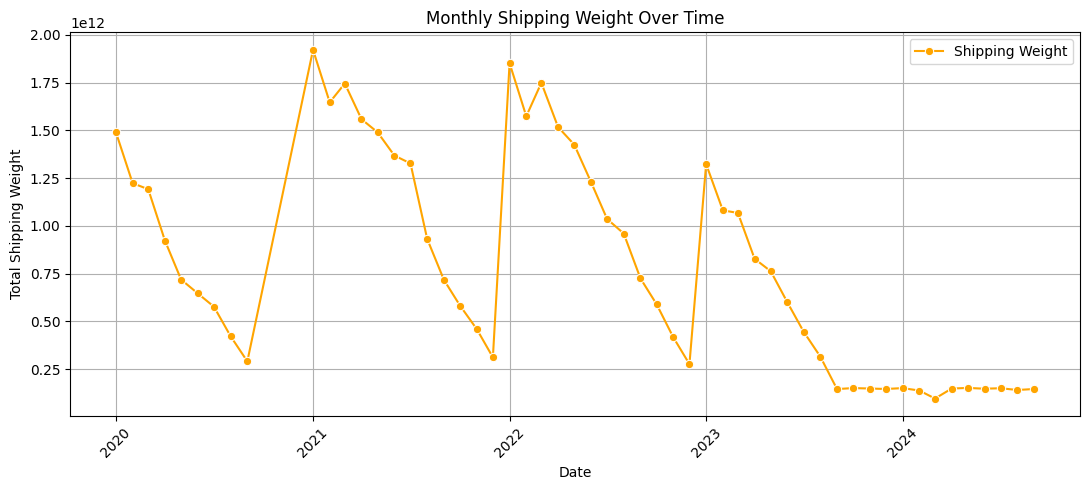 Monthly Shipping Weight Over Time
1e12
2.00
1.75
1.50
1.25
1.00
0.75
0.50
0.25
Total Shipping Weight
Shipping Weight
2020
2021
2022
2023
2024
Date